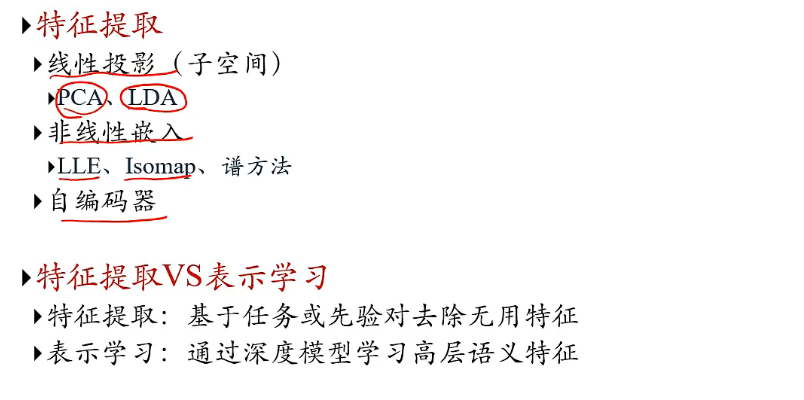 特征提取
线性投影（子空间）
PCA、LDA
非线性嵌入
LLE、Isomap、谱方法
自编码器
特征提取VS表示学习
特征提取：基于任务或先验对去除无用特征
表示学习：通过深度模型学习高层语义特征